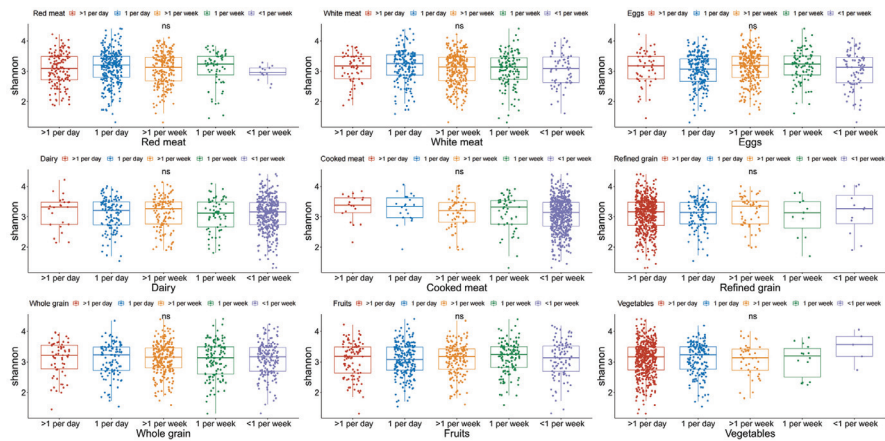 Red meat >1 per day 1 per day >1 per week 1 per week <1 per week
ns
shannon
4
3
2
>1 per day 1 per day >1 per week 1 per week <1 per week
Red meat
White meat >1 per day 1 per day >1 per week 1 per week <1 per week
ns
shannon
4
3
2
>1 per day 1 per day >1 per week 1 per week <1 per week
White meat
Eggs >1 per day 1 per day >1 per week 1 per week <1 per week
ns
shannon
4
3
2
>1 per day 1 per day >1 per week 1 per week <1 per week
Eggs
Dairy >1 per day 1 per day >1 per week 1 per week <1 per week
ns
shannon
4
3
2
>1 per day 1 per day >1 per week 1 per week <1 per week
Dairy
Cooked meat >1 per day 1 per day >1 per week 1 per week <1 per week
ns
shannon
4
3
2
>1 per day 1 per day >1 per week 1 per week <1 per week
Cooked meat
Refined grain >1 per day 1 per day >1 per week 1 per week <1 per week
ns
shannon
4
3
2
>1 per day 1 per day >1 per week 1 per week <1 per week
Refined grain
Whole grain >1 per day 1 per day >1 per week 1 per week <1 per week
ns
shannon
4
3
2
>1 per day 1 per day >1 per week 1 per week <1 per week
Whole grain
Fruits >1 per day 1 per day >1 per week 1 per week <1 per week
ns
shannon
4
3
2
>1 per day 1 per day >1 per week 1 per week <1 per week
Fruits
Vegetables >1 per day 1 per day >1 per week 1 per week <1 per week
ns
shannon
4
3
2
>1 per day 1 per day >1 per week 1 per week <1 per week
Vegetables